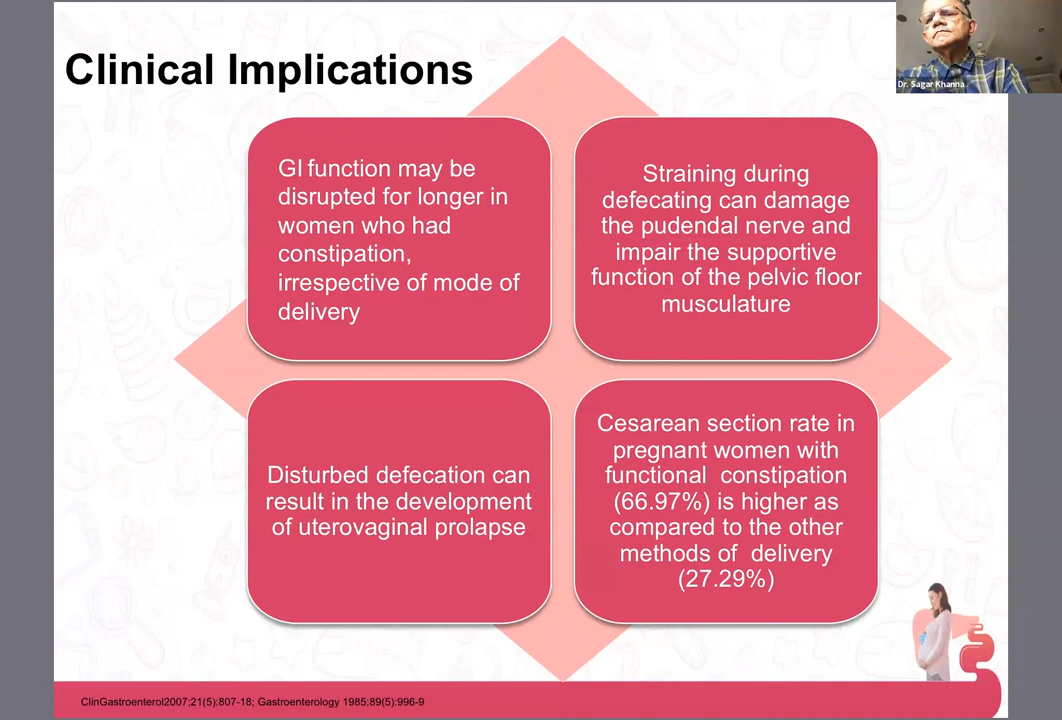 Clinical Implications
Dr. Sagar Khanna
GI function may be
disrupted for longer in
women who had
constipation,
irrespective of mode of
delivery
Straining during
defecating can damage
the pudendal nerve and
impair the supportive
function of the pelvic floor
musculature
Disturbed defecation can
result in the development
of uterovaginal prolapse
Cesarean section rate in
pregnant women with
functional constipation
(66.97%) is higher as
compared to the other
methods of delivery
(27.29%)
ClinGastroenterol2007;21(5):807-18; Gastroenterology 1985;89(5):996-9